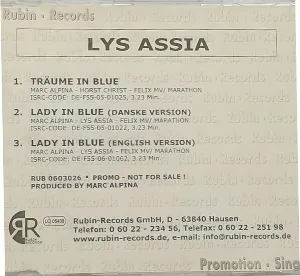 Rubin - Records
LYS ASSIA
1. TRÄUME IN BLUE
MARC ALPINA - HORST CHRIST - FELIX MV/ MARATHON
ISRC-CODE: DE-F55-05-01025, 3.23 Min.
2. LADY IN BLUE (DANSKE VERSION)
MARC ALPINA - LYS ASSIA - FELIX MV/ MARATHON
ISRC-CODE: DE-F55-05-01022, 3.23 Min.
3. LADY IN BLUE (ENGLISH VERSION)
MARC ALPINA - LYS ASSIA - FELIX MV/ MARATHON
ISRC-CODE: DE-F55-06-01062, 3.23 Min.
RUB 0603026 * PROMO - NOT FOR SALE !
PRODUCED BY MARC ALPINA
Rubin-Records GmbH, D - 63840 Hausen
Telefon: 0 60 22 - 234 56, Telefax: 0 60 22 - 251 98
www.rubin-records.de, e-mail: info@rubin-records.de
Promotion - Sing